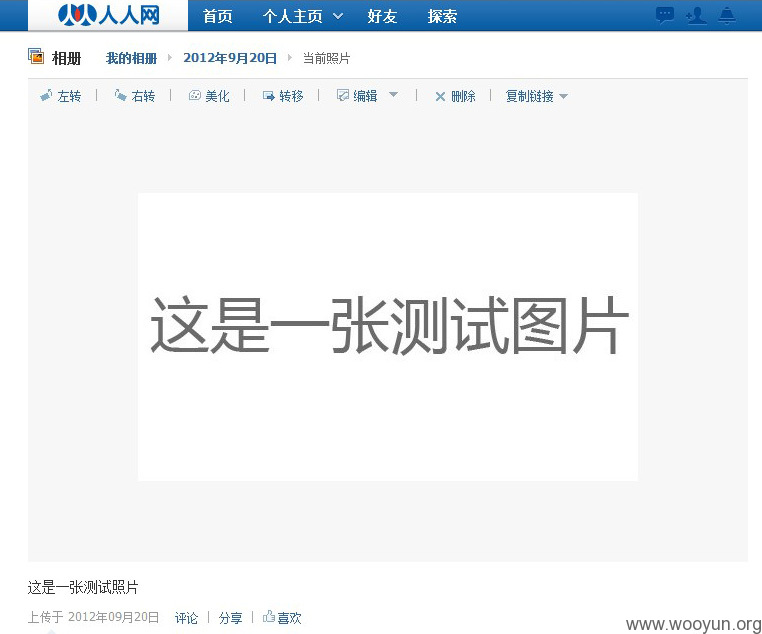 人人网 首页 个人主页 好友 探索
相册 我的相册 2012年9月20日 当前照片
左转 | 右转 | 美化 | 转移 | 编辑 | 删除 | 复制链接
这是一张测试图片
这是一张测试照片
上传于 2012年09月20日 评论 | 分享 | 喜欢
www.wooyun.org